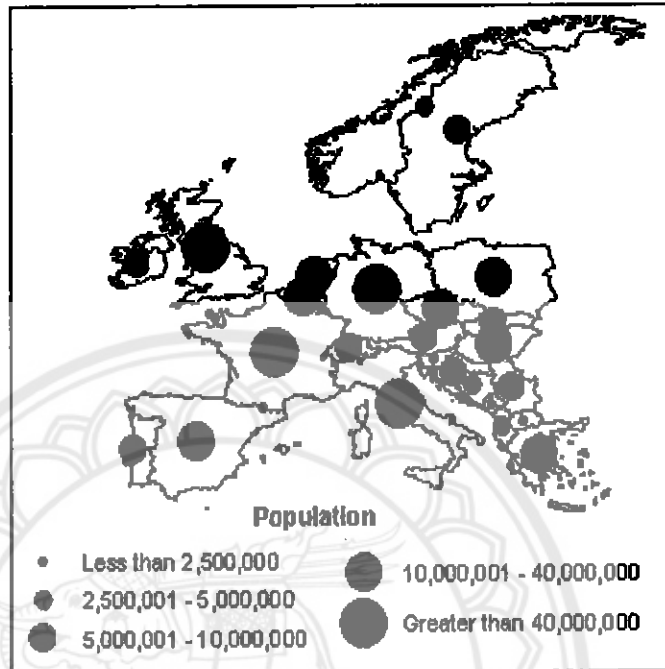 Population
Less than 2,500,000
2,500,001 - 5,000,000
5,000,001 - 10,000,000
10,000,001 - 40,000,000
Greater than 40,000,000